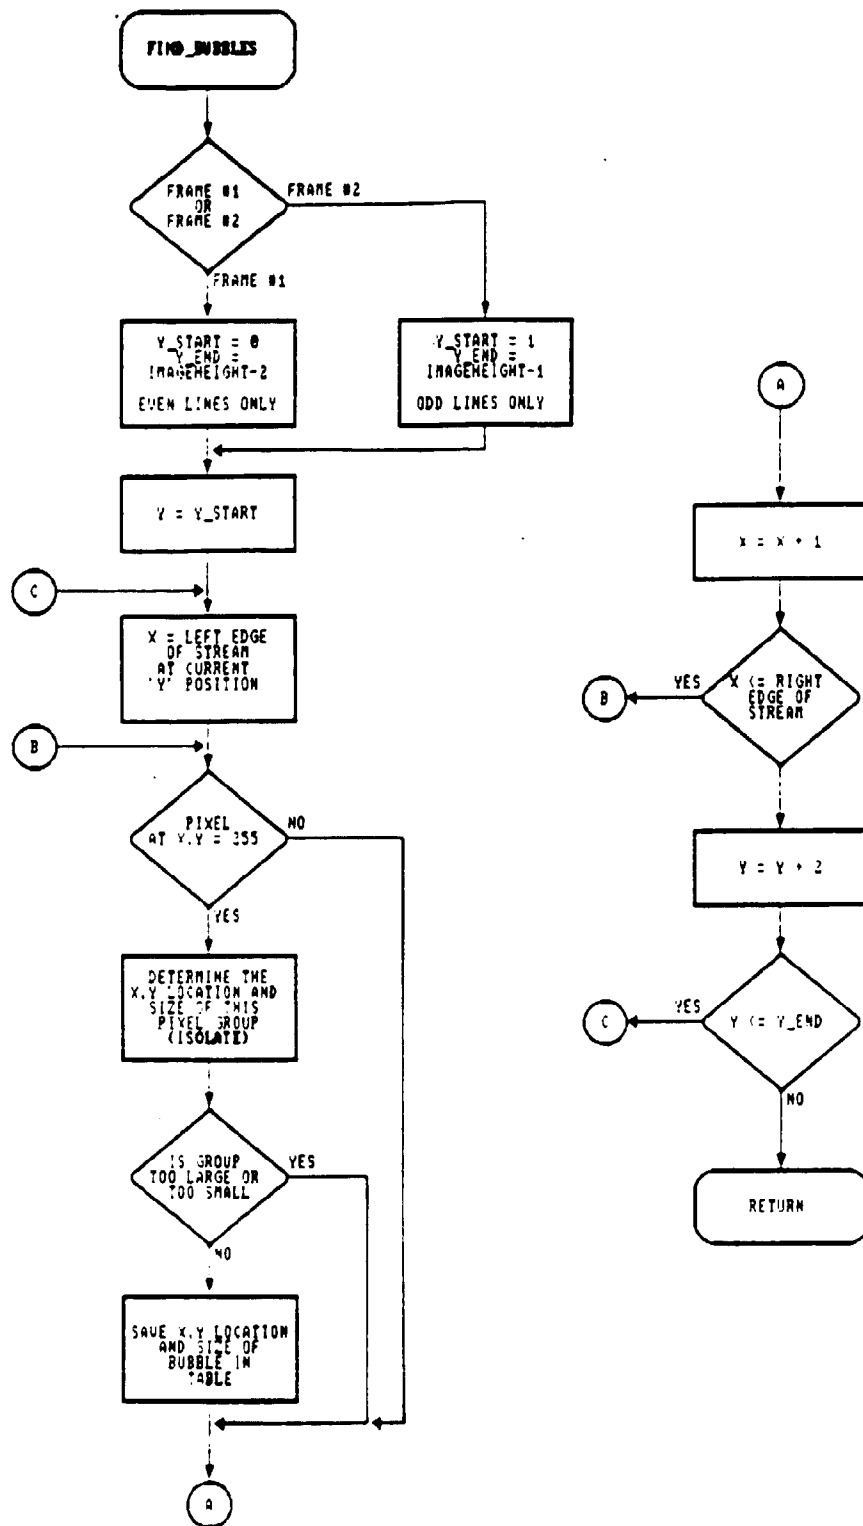 FIND_BUBBLES
FRAME #1
OR
FRAME #2
FRAME #2
FRAME #1
Y_START = 0
Y_END =
IMAGEHEIGHT-2
EVEN LINES ONLY
Y_START = 1
Y_END =
IMAGEHEIGHT-1
ODD LINES ONLY
Y = Y_START
C
X = LEFT EDGE
OF STREAM
AT CURRENT
'Y' POSITION
B
PIXEL
AT X,Y = 255
NO
YES
DETERMINE THE
X,Y LOCATION AND
SIZE OF THIS
PIXEL GROUP
(ISOLATE)
IS GROUP
TOO LARGE OR
TOO SMALL
YES
NO
SAVE X,Y LOCATION
AND SIZE OF
BUBBLE IN
TABLE
A
A
X = X + 1
X <= RIGHT
EDGE OF
STREAM
YES
B
Y = Y + 2
Y <= Y_END
YES
C
NO
RETURN